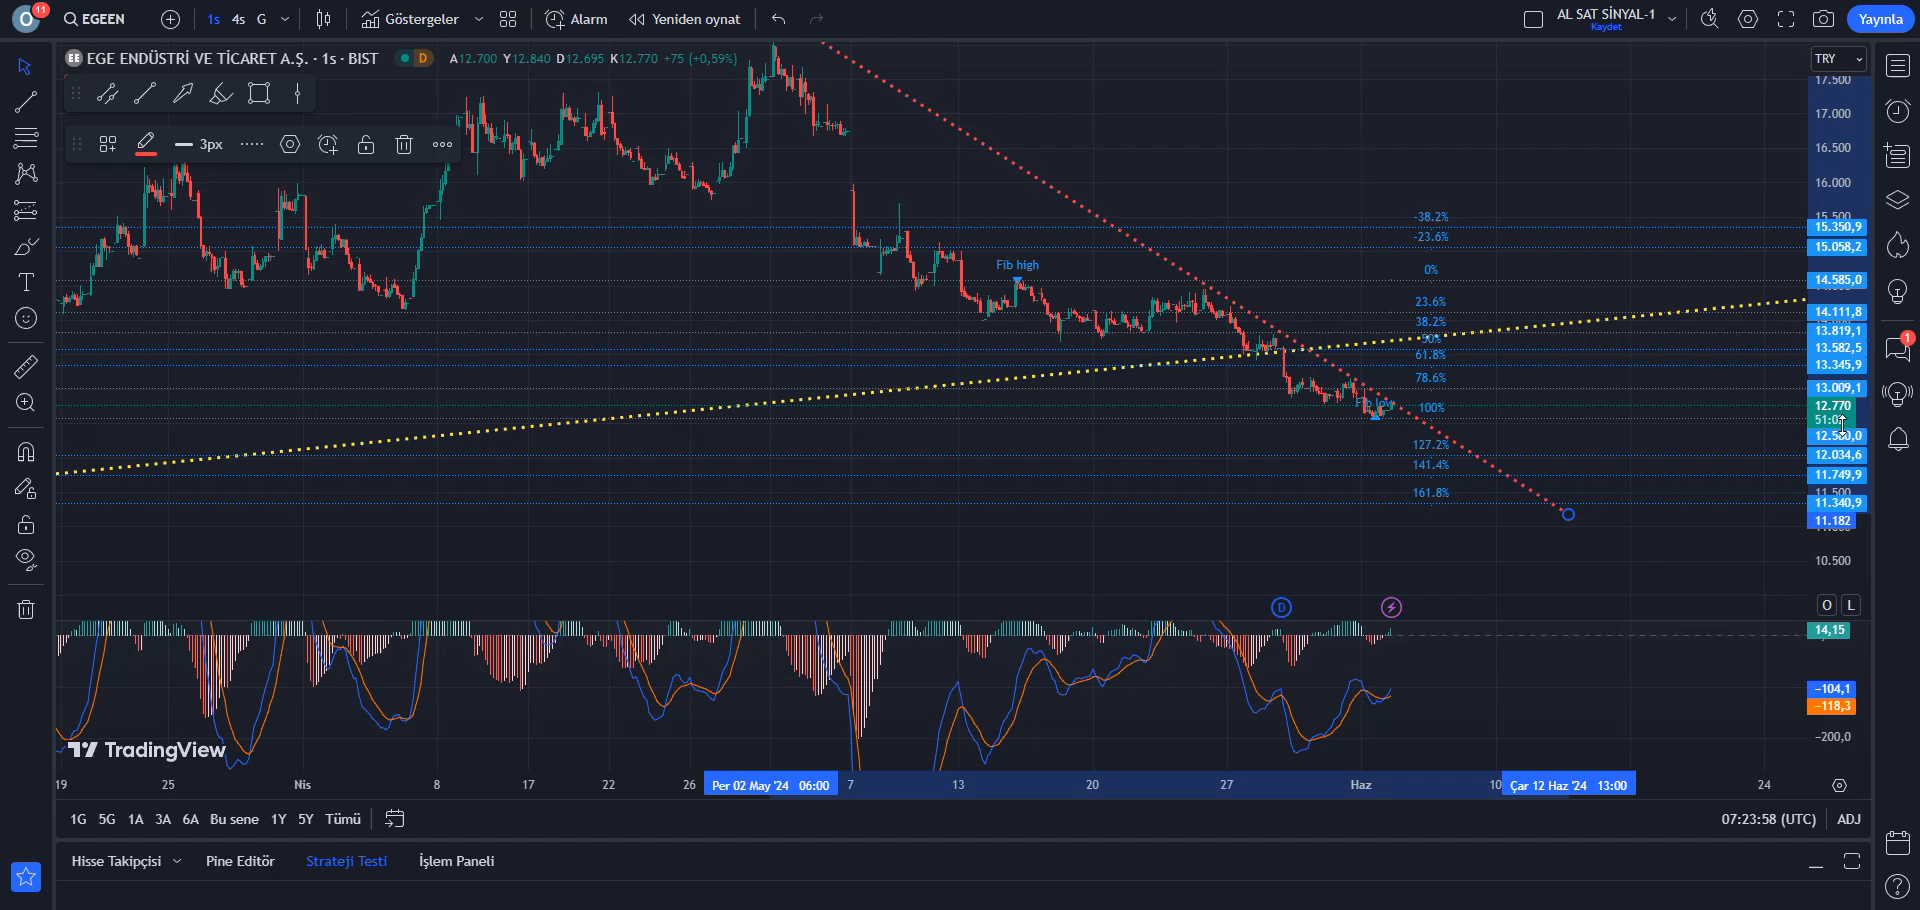 O 11 EGEEN 1s 4s G Göstergeler Alarm Yeniden oynat AL SAT SİNYAL-1 Kaydet Yayınla
EE EGE ENDÜSTRİ VE TİCARET A.Ş. · 1s · BIST D A12.700 Y12.840 D12.695 K12.770 +75 (+0,59%) TRY
17.500
17.000
3px
16.500
16.000
-38.2% 15.500
15.350,9
-23.6% 15.058,2
Fib high 0% 14.585,0
23.6% 14.111,8
38.2% 13.819,1
50% 13.582,5
61.8% 13.345,9
78.6% 13.009,1
100% 12.770
12.034,6
127.2%
141.4% 11.749,9
161.8% 11.500
11.340,9
11.182
10.500
D O L
14,15
−104,1
−118,3
−200,0
TradingView
19 25 Nis 8 17 22 26 Per 02 May '24 06:00 7 13 20 27 Haz 10 Çar 12 Haz '24 13:00 24
1G 5G 1A 3A 6A Bu sene 1Y 5Y Tümü 07:23:58 (UTC) ADJ
Hisse Takipçisi Pine Editör Strateji Testi İşlem Paneli
1